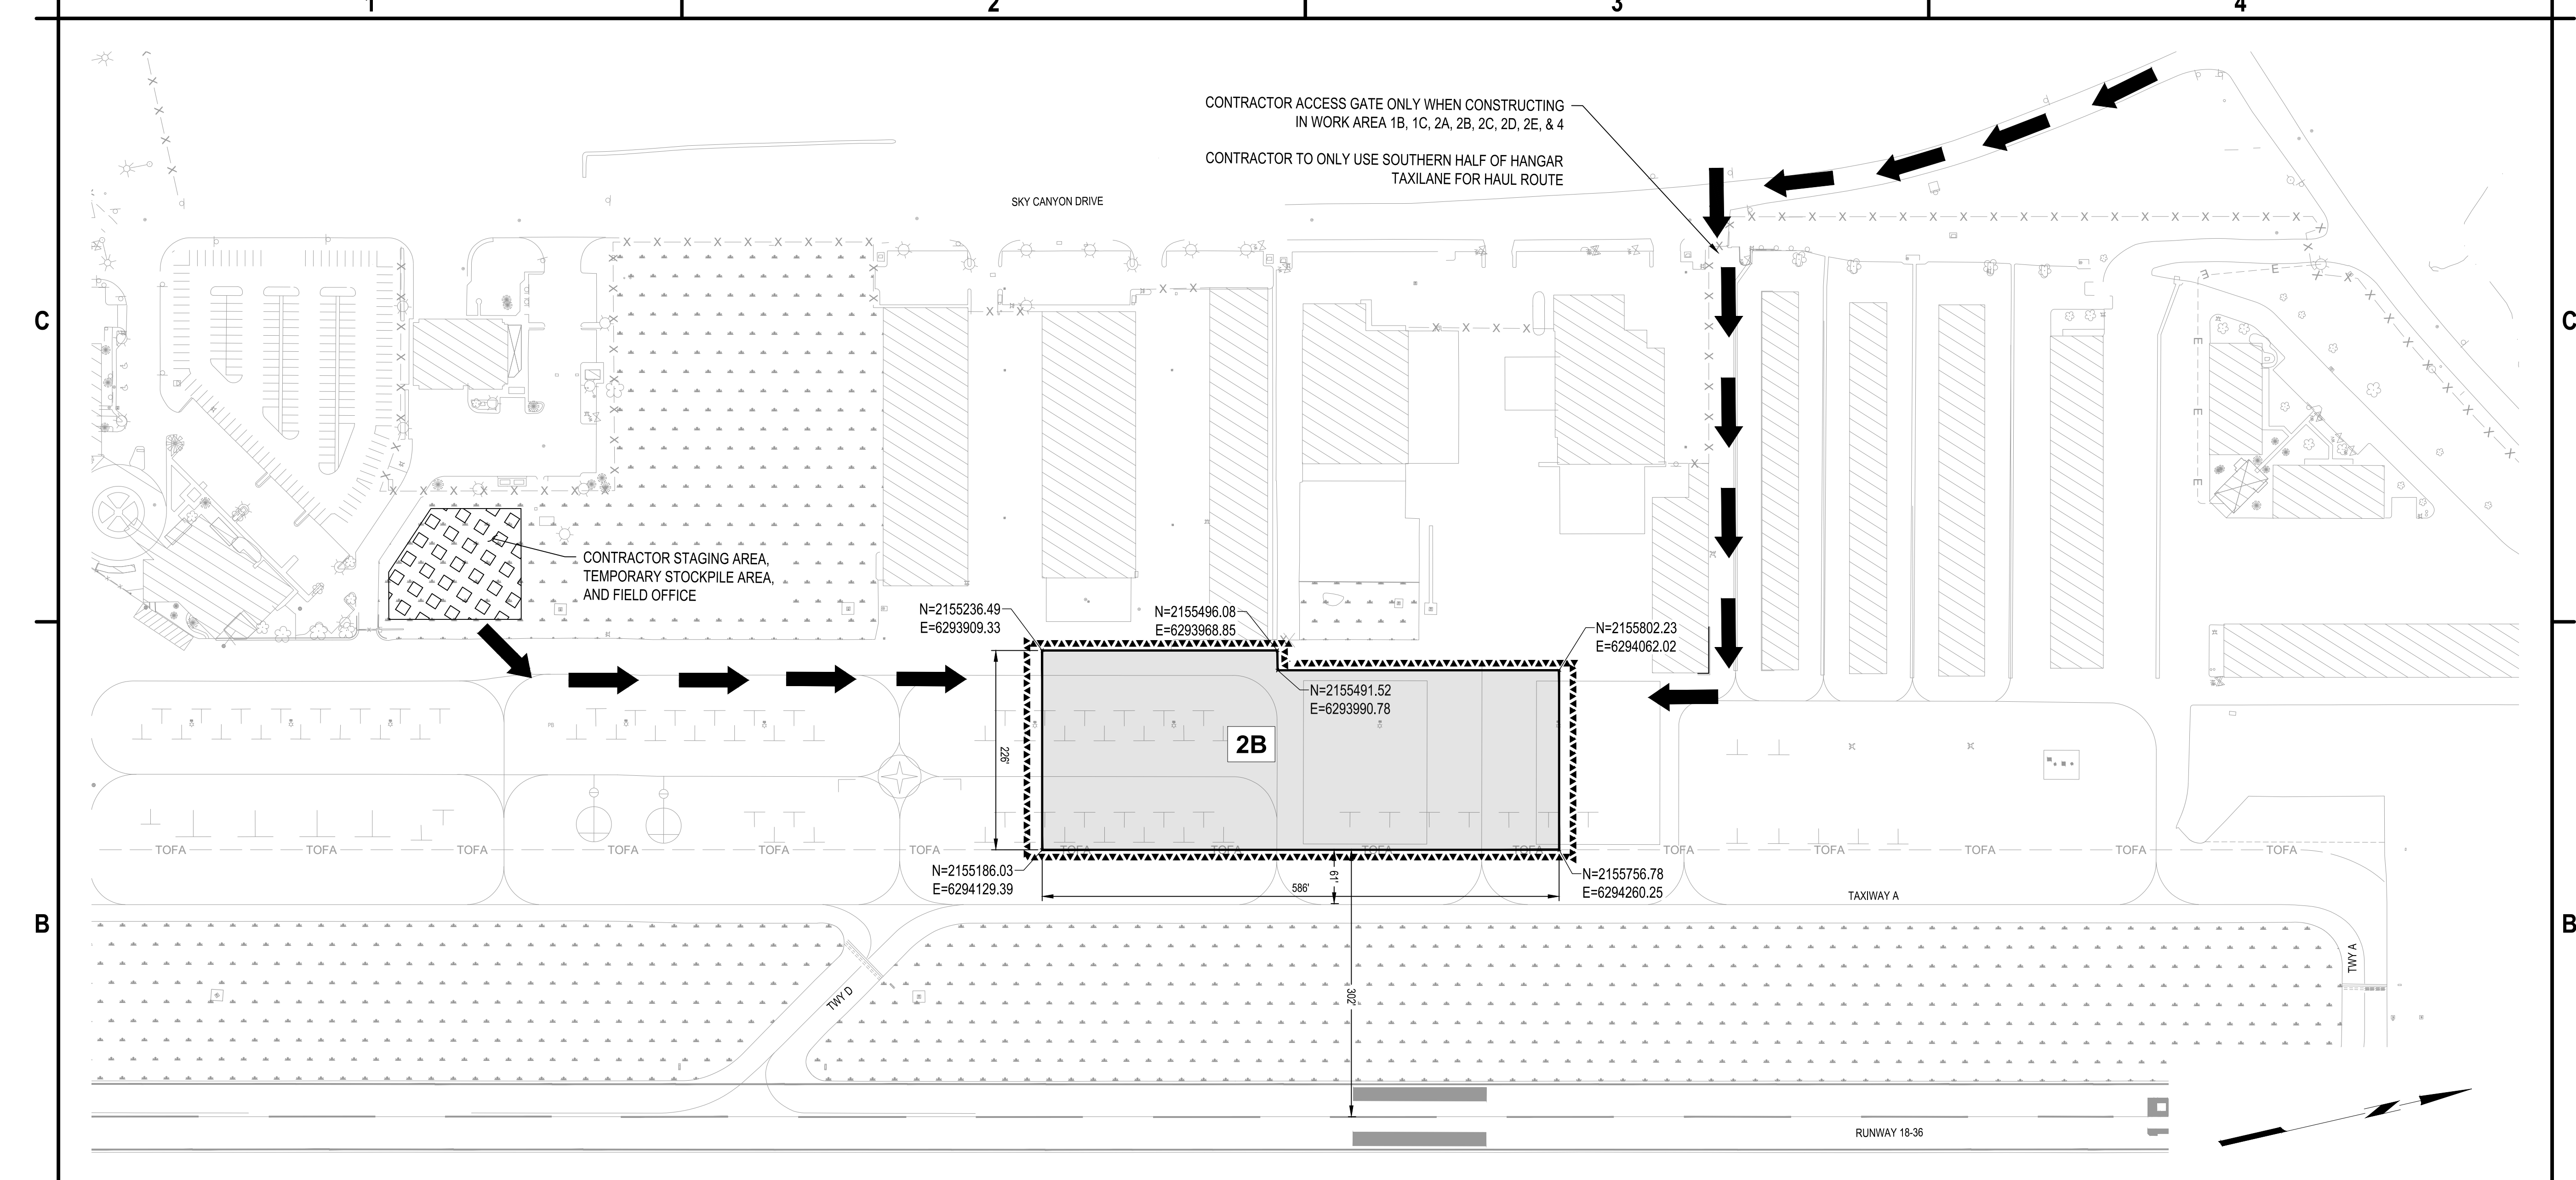 1
2
3
4
CONTRACTOR ACCESS GATE ONLY WHEN CONSTRUCTING
IN WORK AREA 1B, 1C, 2A, 2B, 2C, 2D, 2E, & 4
CONTRACTOR TO ONLY USE SOUTHERN HALF OF HANGAR
TAXILANE FOR HAUL ROUTE
SKY CANYON DRIVE
C
C
CONTRACTOR STAGING AREA,
TEMPORARY STOCKPILE AREA,
AND FIELD OFFICE
N=2155236.49
E=6293909.33
N=2155496.08
E=6293968.85
N=2155802.23
E=6294062.02
N=2155491.52
E=6293990.78
2B
226'
TOFA TOFA TOFA TOFA TOFA TOFA TOFA TOFA TOFA TOFA TOFA TOFA TOFA TOFA TOFA
N=2155186.03
E=6294129.39
61'
586'
N=2155756.78
E=6294260.25
TAXIWAY A
B
B
TWY A
TWY D
302'
RUNWAY 18-36